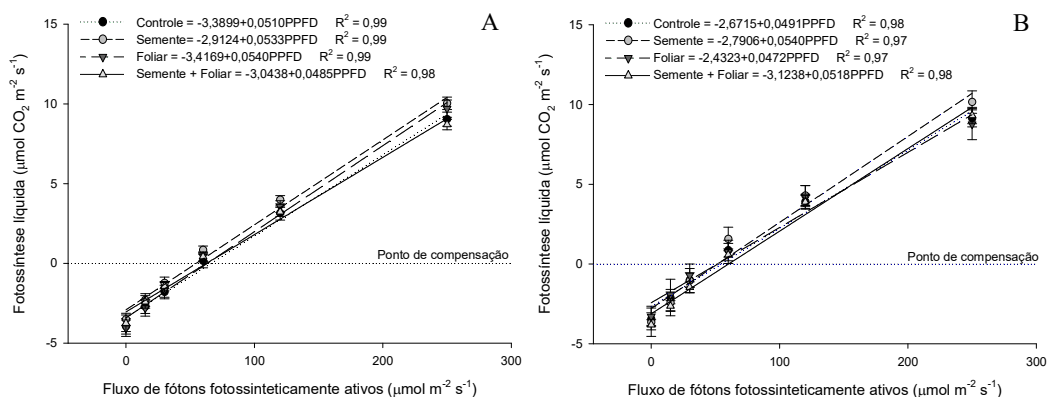 A
Controle = -3,3899+0,0510PPFD R² = 0,99
Semente= -2,9124+0,0533PPFD R² = 0,99
Foliar= -3,4169+0,0540PPFD R² = 0,99
Semente + Foliar = -3,0438+0,0485PPFD R² = 0,98
Fotossíntese líquida (µmol CO₂ m⁻² s⁻¹)
15
10
5
0
-5
Ponto de compensação
0
100
200
300
Fluxo de fótons fotossinteticamente ativos (µmol m⁻² s⁻¹)
B
Controle = -2,6715+0,0491PPFD R² = 0,98
Semente= -2,7906+0,0540PPFD R² = 0,97
Foliar = -2,4323+0,0472PPFD R² = 0,97
Semente + Foliar = -3,1238+0,0518PPFD R² = 0,98
Fotossíntese líquida (µmol CO₂ m⁻² s⁻¹)
15
10
5
0
-5
Ponto de compensação
0
100
200
300
Fluxo de fótons fotossinteticamente ativos (µmol m⁻² s⁻¹)